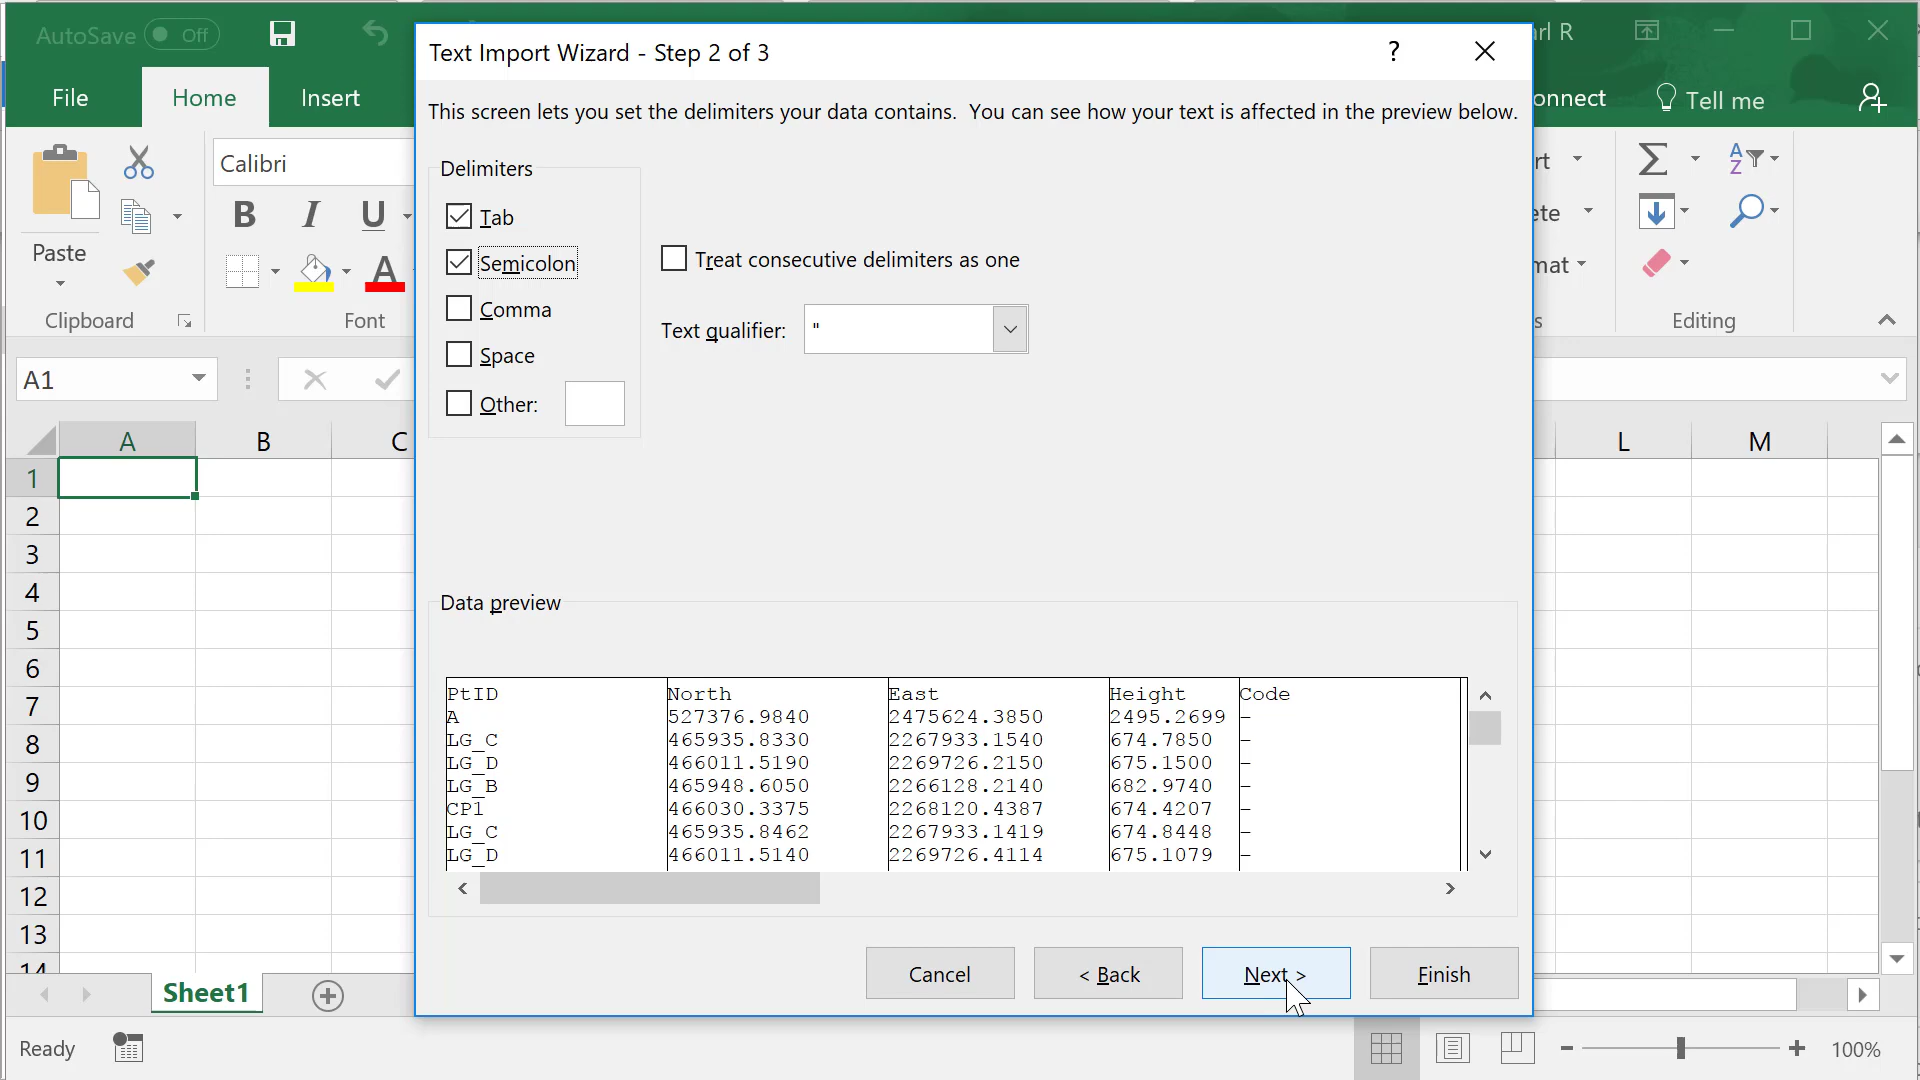 AutoSave Off
arl R
File Home Insert
onnect Tell me
Text Import Wizard - Step 2 of 3
?
This screen lets you set the delimiters your data contains. You can see how your text is affected in the preview below.
Delimiters
Tab
Semicolon
Comma
Space
Other:
Treat consecutive delimiters as one
Text qualifier: "
Paste
Calibri
B I U
A
Clipboard
Font
rt
ete
mat
s
Editing
A1
A B C L M
1
2
3
4
5
6
7
8
9
10
11
12
13
14
Data preview
PtID North East Height Code
A 527376.9840 2475624.3850 2495.2699 -
LG_C 465935.8330 2267933.1540 674.7850 -
LG_D 466011.5190 2269726.2150 675.1500 -
LG_B 465948.6050 2266128.2140 682.9740 -
CP1 466030.3375 2268120.4387 674.4207 -
LG_C 465935.8462 2267933.1419 674.8448 -
LG_D 466011.5140 2269726.4114 675.1079 -
Cancel < Back Next > Finish
Sheet1
Ready
100%